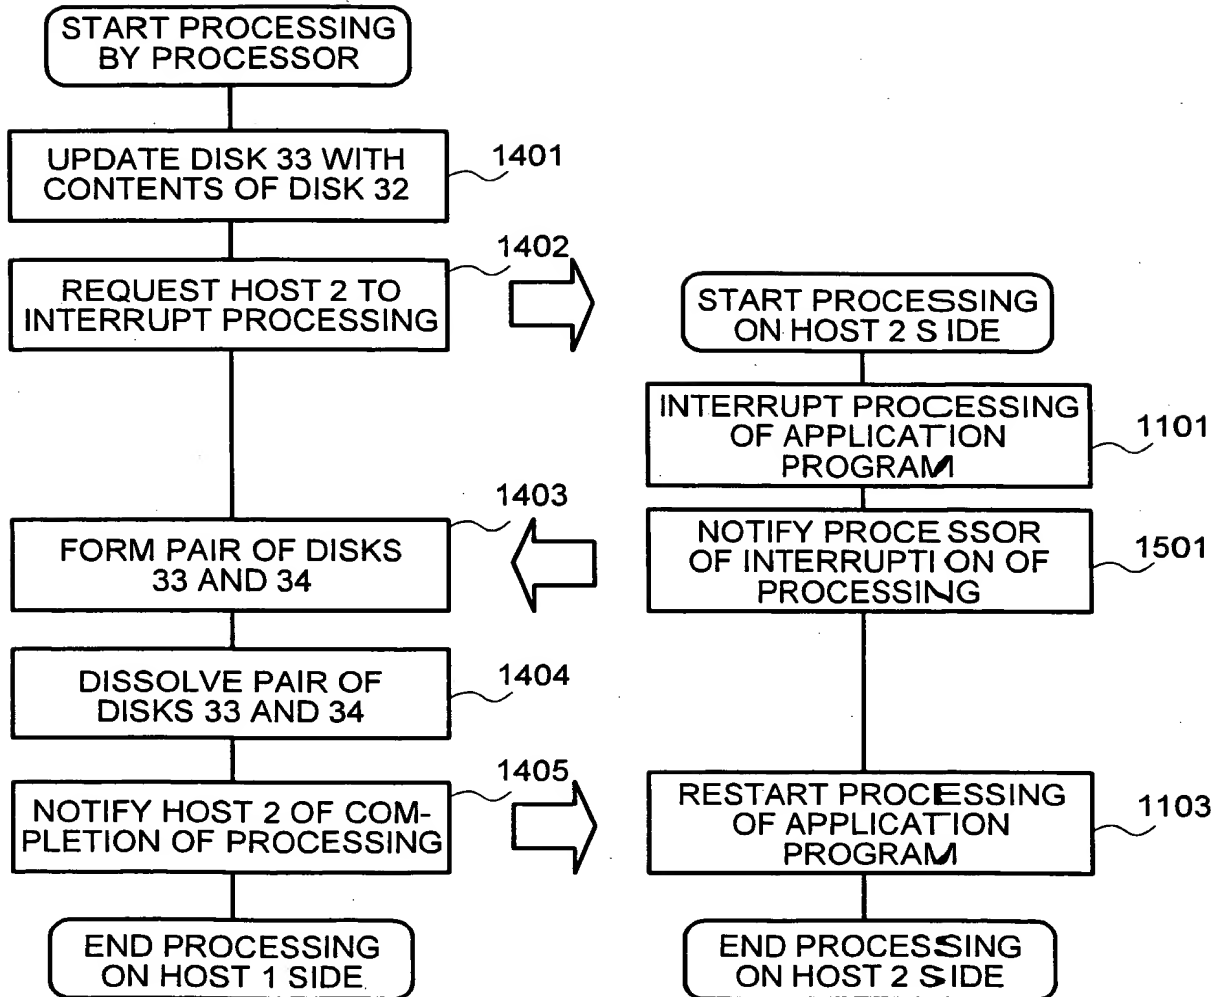 START PROCESSING
BY PROCESSOR
UPDATE DISK 33 WITH
CONTENTS OF DISK 32
1401
REQUEST HOST 2 TO
INTERRUPT PROCESSING
1402
START PROCESSING
ON HOST 2 SIDE
INTERRUPT PROCESSING
OF APPLICATION
PROGRAM
1101
FORM PAIR OF DISKS
33 AND 34
1403
NOTIFY PROCESSOR
OF INTERRUPTION OF
PROCESSING
1501
DISSOLVE PAIR OF
DISKS 33 AND 34
1404
NOTIFY HOST 2 OF COM-
PLETION OF PROCESSING
1405
RESTART PROCESSING
OF APPLICATION
PROGRAM
1103
END PROCESSING
ON HOST 1 SIDE
END PROCESSING
ON HOST 2 SIDE